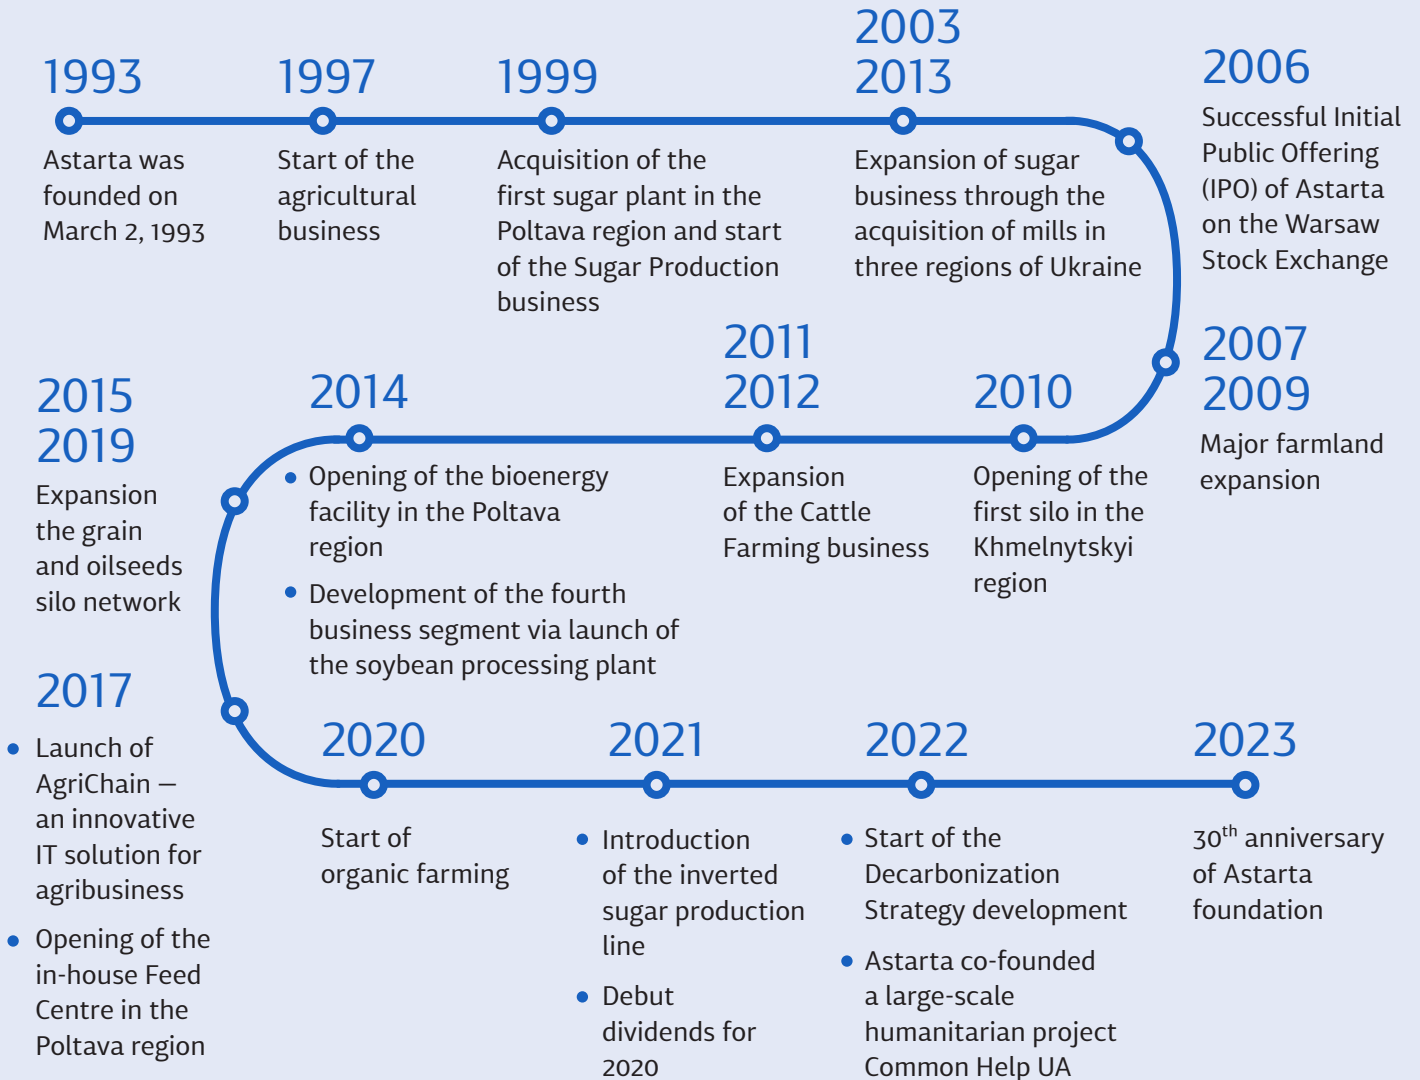 1993
Astarta was
founded on
March 2, 1993
1997
Start of the
agricultural
business
1999
Acquisition of the
first sugar plant in the
Poltava region and start
of the Sugar Production
business
2003
2013
Expansion of sugar
business through the
acquisition of mills in
three regions of Ukraine
2006
Successful Initial
Public Offering
(IPO) of Astarta
on the Warsaw
Stock Exchange
2007
2009
Major farmland
expansion
2010
Opening of the
first silo in the
Khmelnytskyi
region
2011
2012
Expansion
of the Cattle
Farming business
2014
• Opening of the bioenergy
facility in the Poltava
region
• Development of the fourth
business segment via launch of
the soybean processing plant
2015
2019
Expansion
the grain
and oilseeds
silo network
2017
• Launch of
AgriChain —
an innovative
IT solution for
agribusiness
• Opening of the
in-house Feed
Centre in the
Poltava region
2020
Start of
organic farming
2021
• Introduction
of the inverted
sugar production
line
• Debut
dividends for
2020
2022
• Start of the
Decarbonization
Strategy development
• Astarta co-founded
a large-scale
humanitarian project
Common Help UA
2023
30th anniversary
of Astarta
foundation